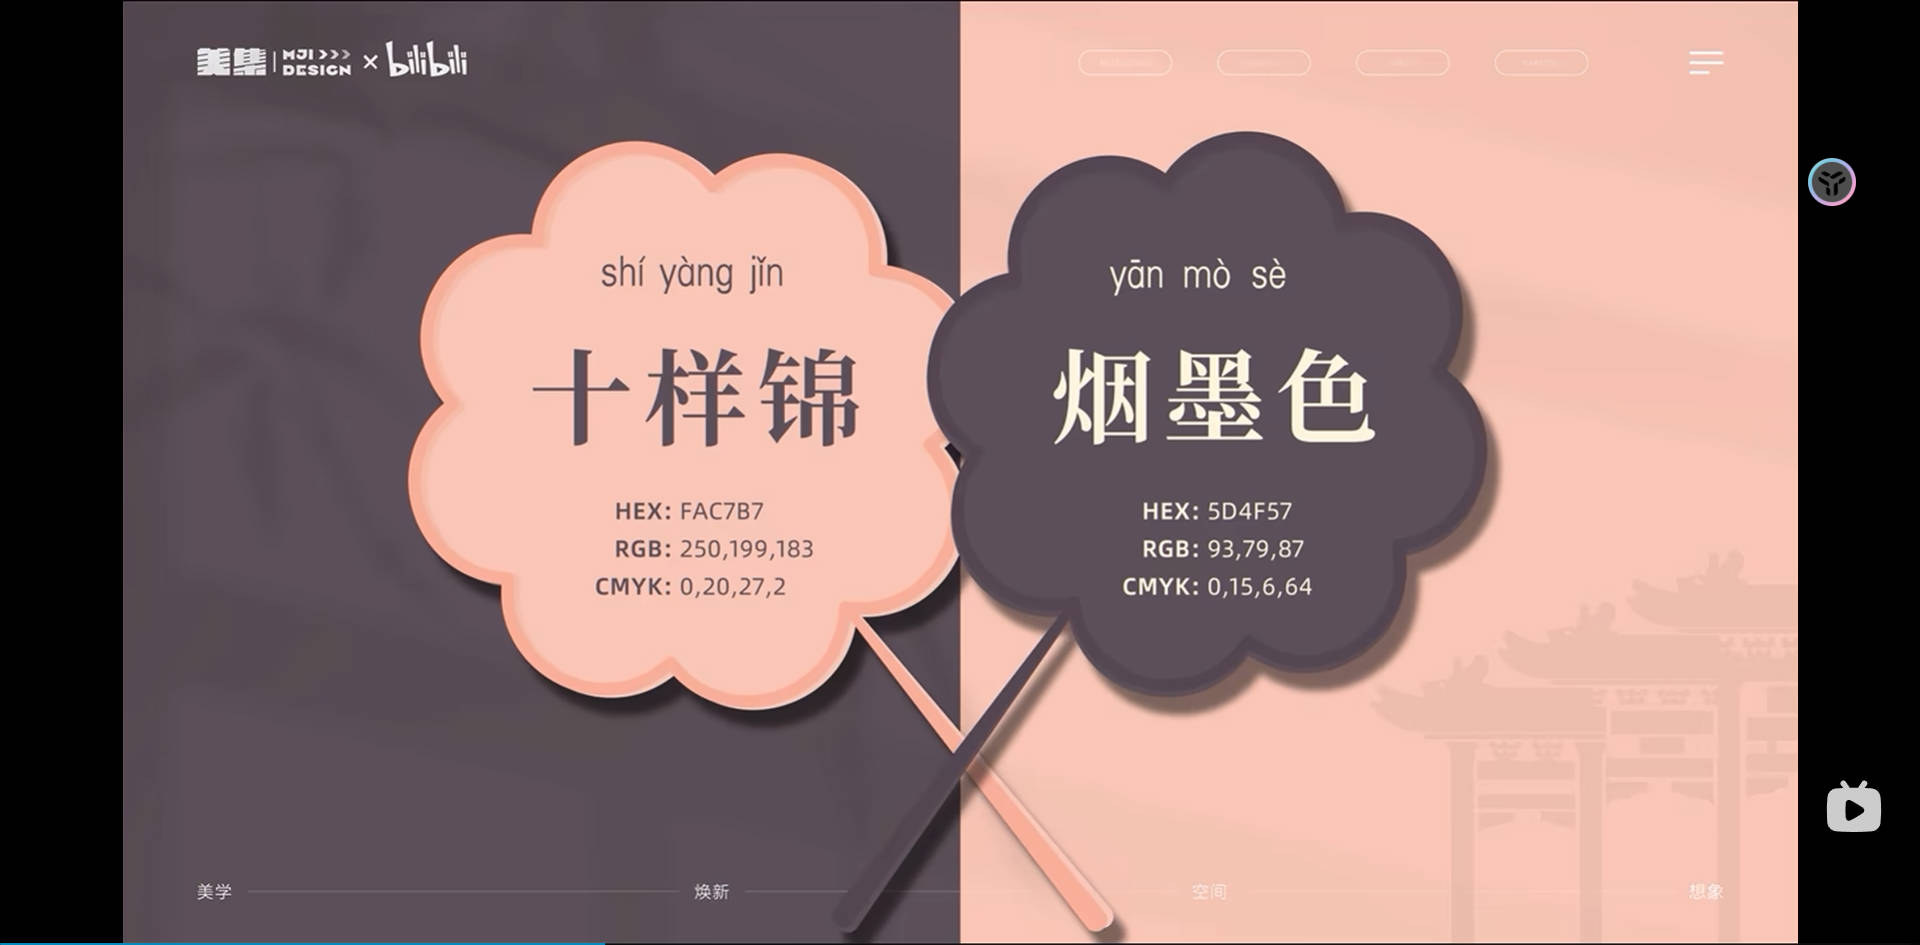 美集 MJI DESIGN × bilibili
shí yàng jǐn
十样锦
HEX: FAC7B7
RGB: 250,199,183
CMYK: 0,20,27,2
yān mò sè
烟墨色
HEX: 5D4F57
RGB: 93,79,87
CMYK: 0,15,6,64
美学 焕新 空间 想象